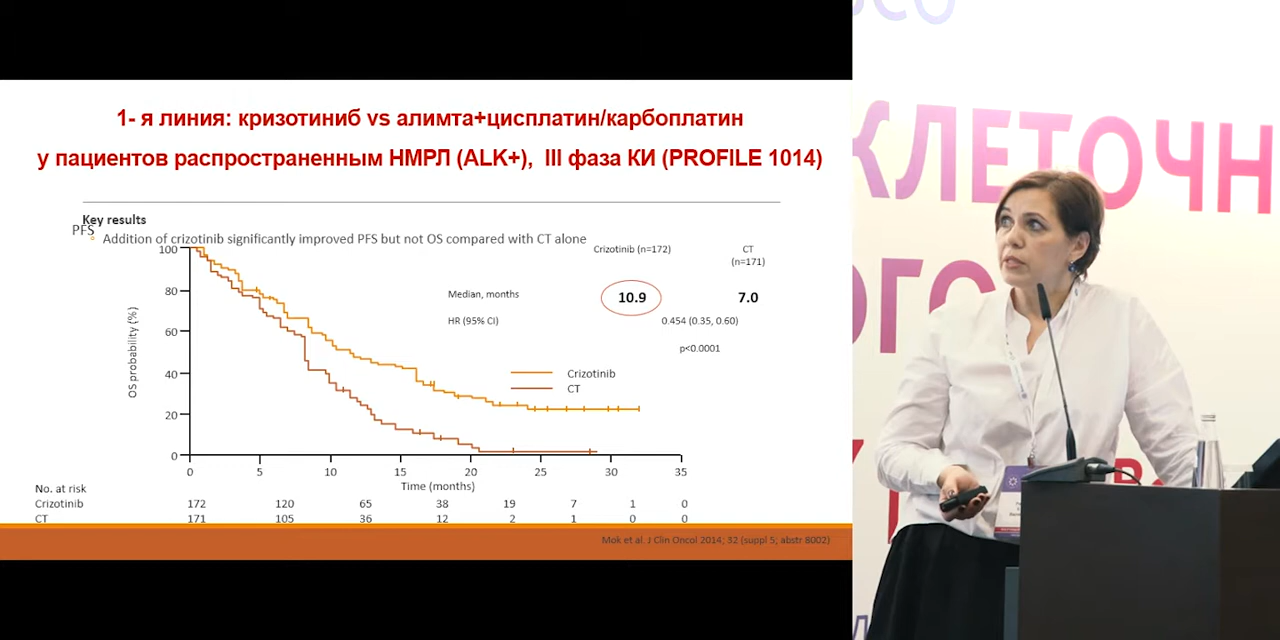 1- я линия: кризотиниб vs алимта+цисплатин/карбоплатин
у пациентов распространенным НМРЛ (ALK+), III фаза КИ (PROFILE 1014)
Key results
PFS
Addition of crizotinib significantly improved PFS but not OS compared with CT alone
Crizotinib (n=172)
CT
(n=171)
Median, months 10.9 7.0
HR (95% CI) 0.454 (0.35, 0.60)
p<0.0001
Crizotinib
CT
OS probability (%)
100
80
60
40
20
0
0 5 10 15 20 25 30 35
Time (months)
No. at risk
Crizotinib 172 120 65 38 19 7 1 0
CT 171 105 36 12 2 1 0 0
Mok et al. J Clin Oncol 2014; 32 (suppl 5; abstr 8002)
КЛЕТОЧН
ОГО